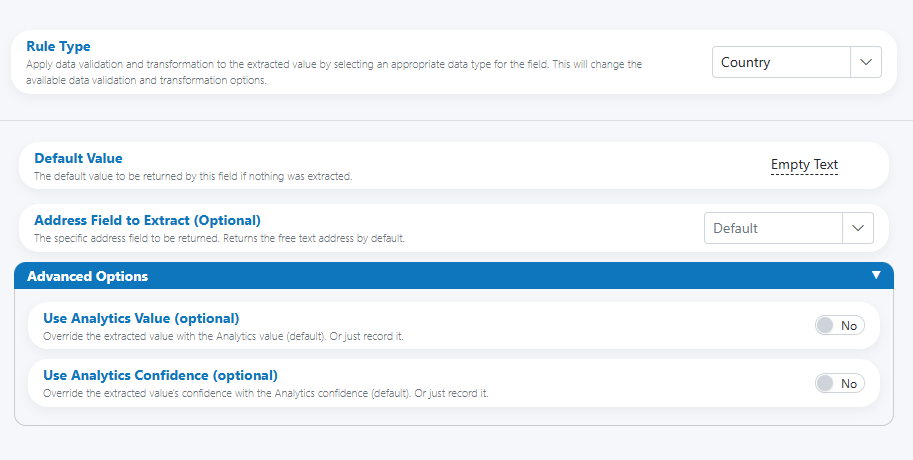 Rule Type
Apply data validation and transformation to the extracted value by selecting an appropriate data type for the field. This will change the
available data validation and transformation options.
Country
Default Value
The default value to be returned by this field if nothing was extracted.
Empty Text
Address Field to Extract (Optional)
The specific address field to be returned. Returns the free text address by default.
Default
Advanced Options
Use Analytics Value (optional)
Override the extracted value with the Analytics value (default). Or just record it.
No
Use Analytics Confidence (optional)
Override the extracted value's confidence with the Analytics confidence (default). Or just record it.
No